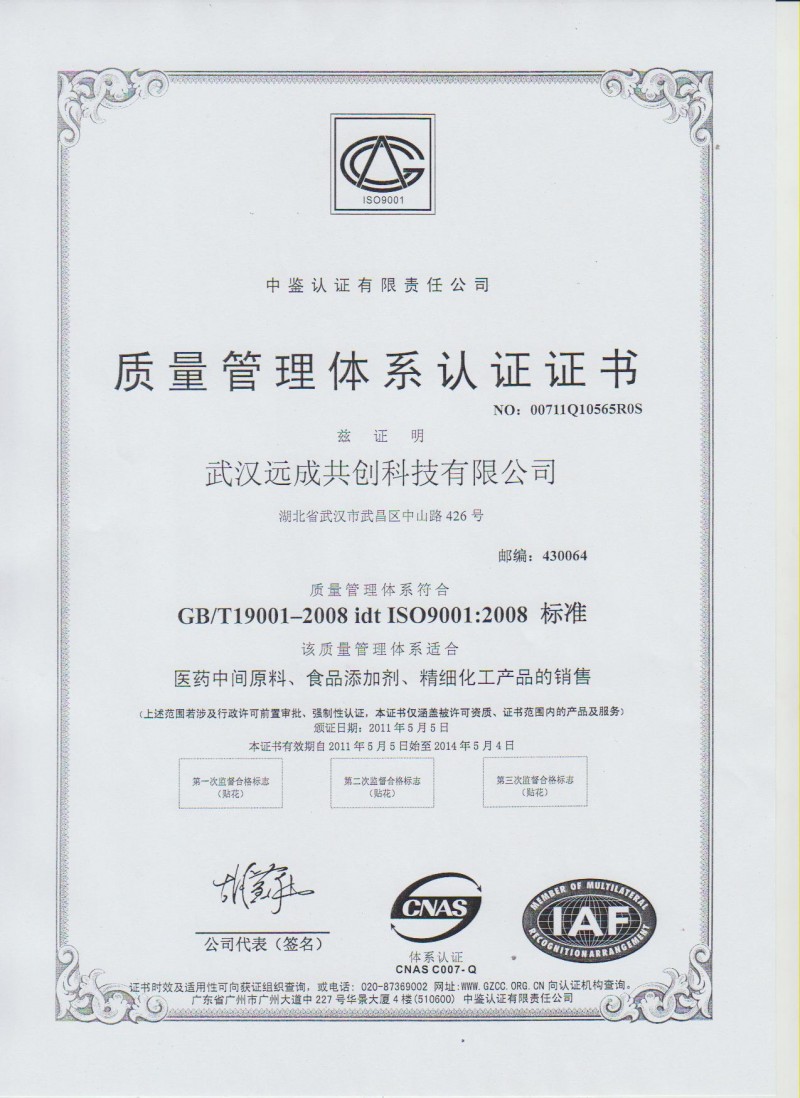 ISO9001
中鉴认证有限责任公司
质量管理体系认证证书
NO：00711Q10565R0S
兹证明
武汉远成共创科技有限公司
湖北省武汉市武昌区中山路426号
邮编：430064
质量管理体系符合
GB/T19001–2008 idt ISO9001:2008 标准
该质量管理体系适合
医药中间原料、食品添加剂、精细化工产品的销售
（上述范围若涉及行政许可前置审批、强制性认证，本证书仅涵盖被许可资质、证书范围内的产品及服务）
颁证日期：2011年5月5日
本证书有效期自2011年5月5日始至2014年5月4日
第一次监督合格标志 第二次监督合格标志 第三次监督合格标志
（贴花） （贴花） （贴花）
公司代表（签名）
CNAS
体系认证
CNAS C007-Q
MEMBER OF MULTILATERAL
IAF
RECOGNITION ARRANGEMENT
证书时效及适用性可向获证组织查询，或电话：020-87369002 网址:WWW.GZCC.ORG.CN 向认证机构查询。
广东省广州市广州大道中227号华景大厦4楼(510600) 中鉴认证有限责任公司